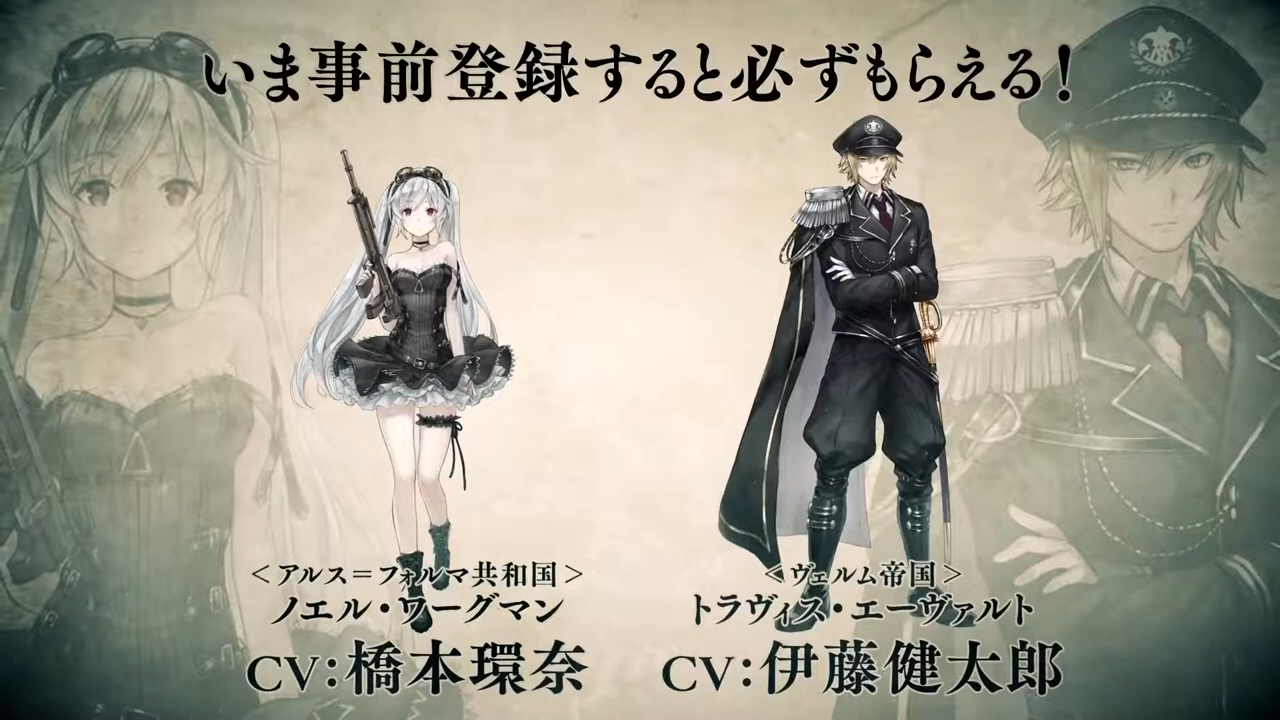 いま事前登録すると必ずもらえる！
＜アルス＝フォルマ共和国＞
ノエル・ワーグマン
CV：橋本環奈
＜ヴェルム帝国＞
トラヴィス・エーヴァルト
CV：伊藤健太郎